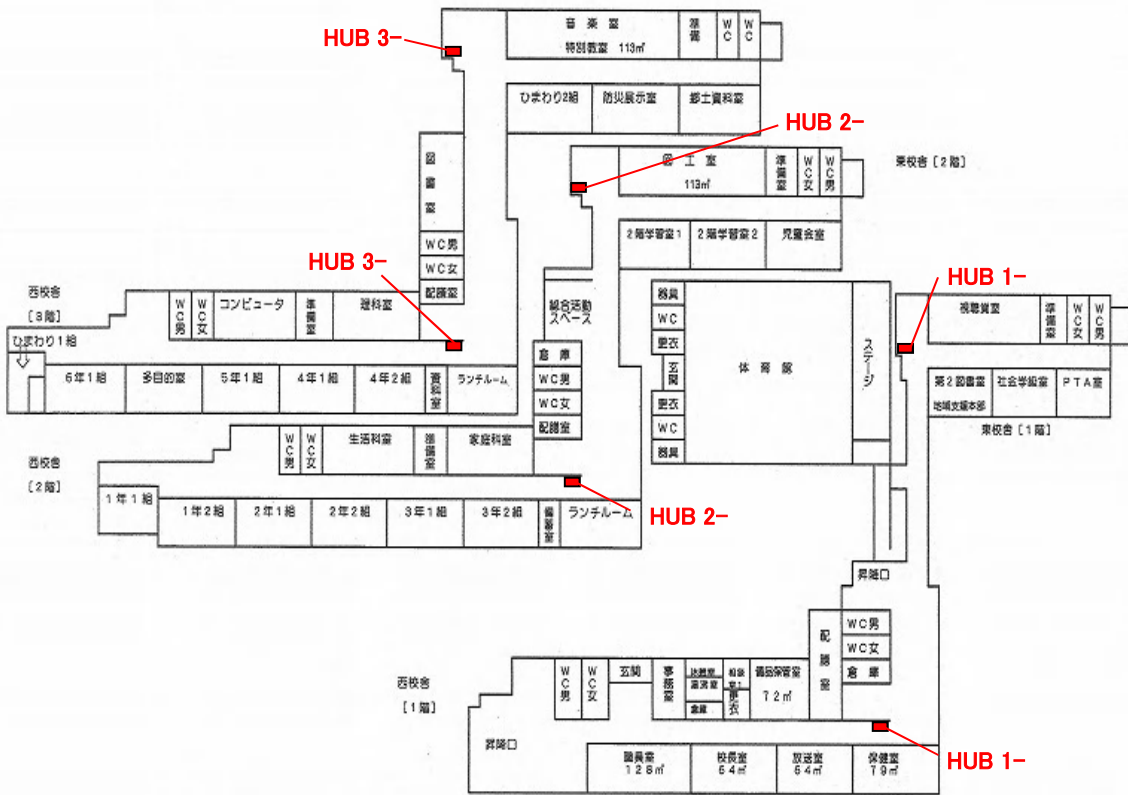 音 楽 室
特別教室 113㎡
準備
WC
WC
HUB 3-
ひまわり2組
防災展示室
郷土資料室
HUB 2-
図書室
WC男
WC女
配膳室
図 工 室
113㎡
準備室
WC女
WC男
東校舎［2階］
2階学習室1
2階学習室2
児童会室
HUB 3-
西校舎
［3階］
WC男
WC女
コンピュータ
準備室
理科室
ひまわり1組
6年1組
多目的室
5年1組
4年1組
4年2組
資料室
ランチルーム
総合活動
スペース
倉 庫
WC男
WC女
配膳室
器具
WC
更衣
玄関
更衣
WC
器具
体 育 館
ステージ
HUB 1-
視聴覚室
準備室
WC女
WC男
第2図書室
地域支援本部
社会学級室
PTA室
東校舎［1階］
西校舎
［2階］
WC男
WC女
生活科室
準備室
家庭科室
1年1組
1年2組
2年1組
2年2組
3年1組
3年2組
備蓄室
ランチルーム
HUB 2-
昇降口
配膳室
WC男
WC女
倉 庫
西校舎
［1階］
WC男
WC女
玄関
事務室
倉庫
更衣
備品保管室
72㎡
昇降口
職員室
128㎡
校長室
64㎡
放送室
64㎡
保健室
79㎡
HUB 1-